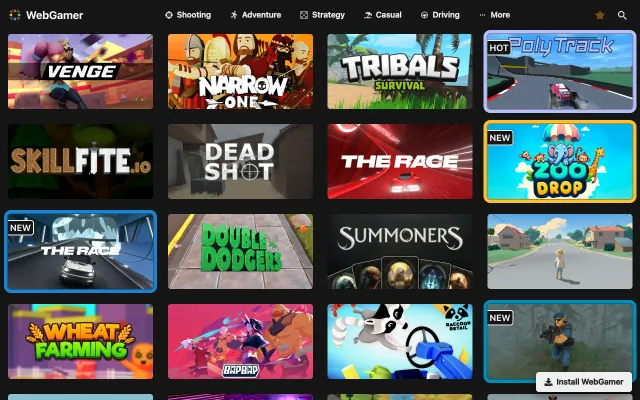 WebGamer
Shooting
Adventure
Strategy
Casual
Driving
More
VENGE
NARROW
ONE
TRIBALS
SURVIVAL
HOT
PolyTrack
SKILLFITE.io
DEAD
SHOT
THE RACE
NEW
ZOO
DROP
NEW
THE RACE
DOUBLE
DODGERS
SUMMONERS
WHEAT
FARMING
BAPBAP
RACCOON
RETAIL
NEW
Install WebGamer